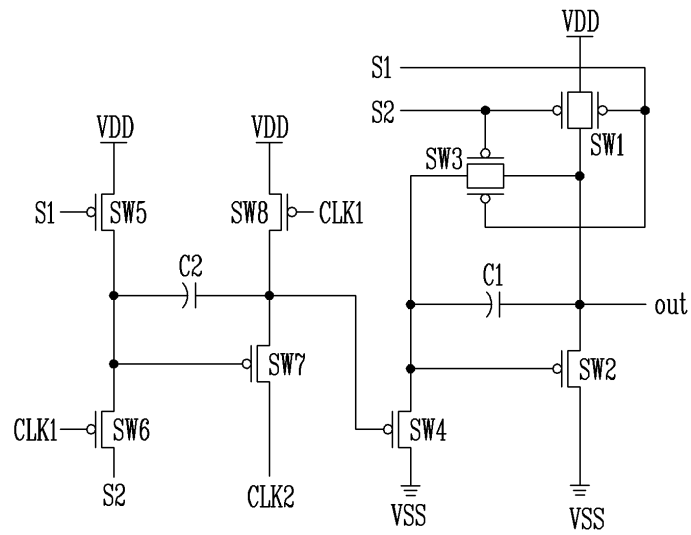 VDD
S1
S2
SW1
SW3
VDD
VDD
S1
SW5
SW8
CLK1
C2
C1
out
SW7
SW2
CLK1
SW6
SW4
S2
CLK2
VSS
VSS